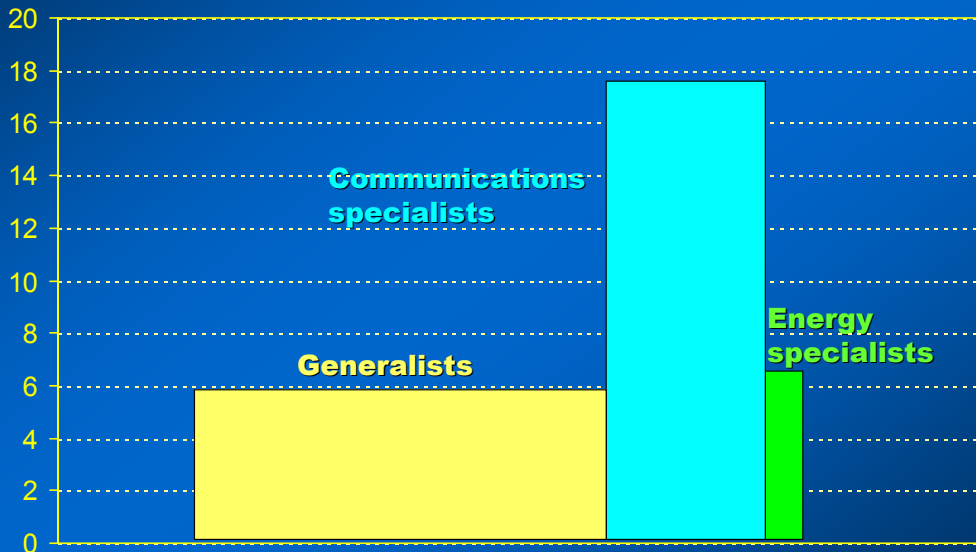 20
18
16
14
12
10
8
6
4
2
0
Communications
specialists
Energy
specialists
Generalists